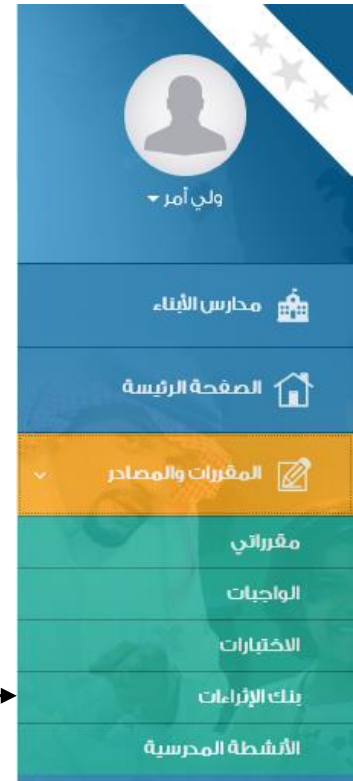 ولي أمر
مدارس الأبناء
الصفحة الرئيسة
المقررات والمصادر
مقرراتي
الواجبات
الاختبارات
بنك الإثراءات
الأنشطة المدرسية